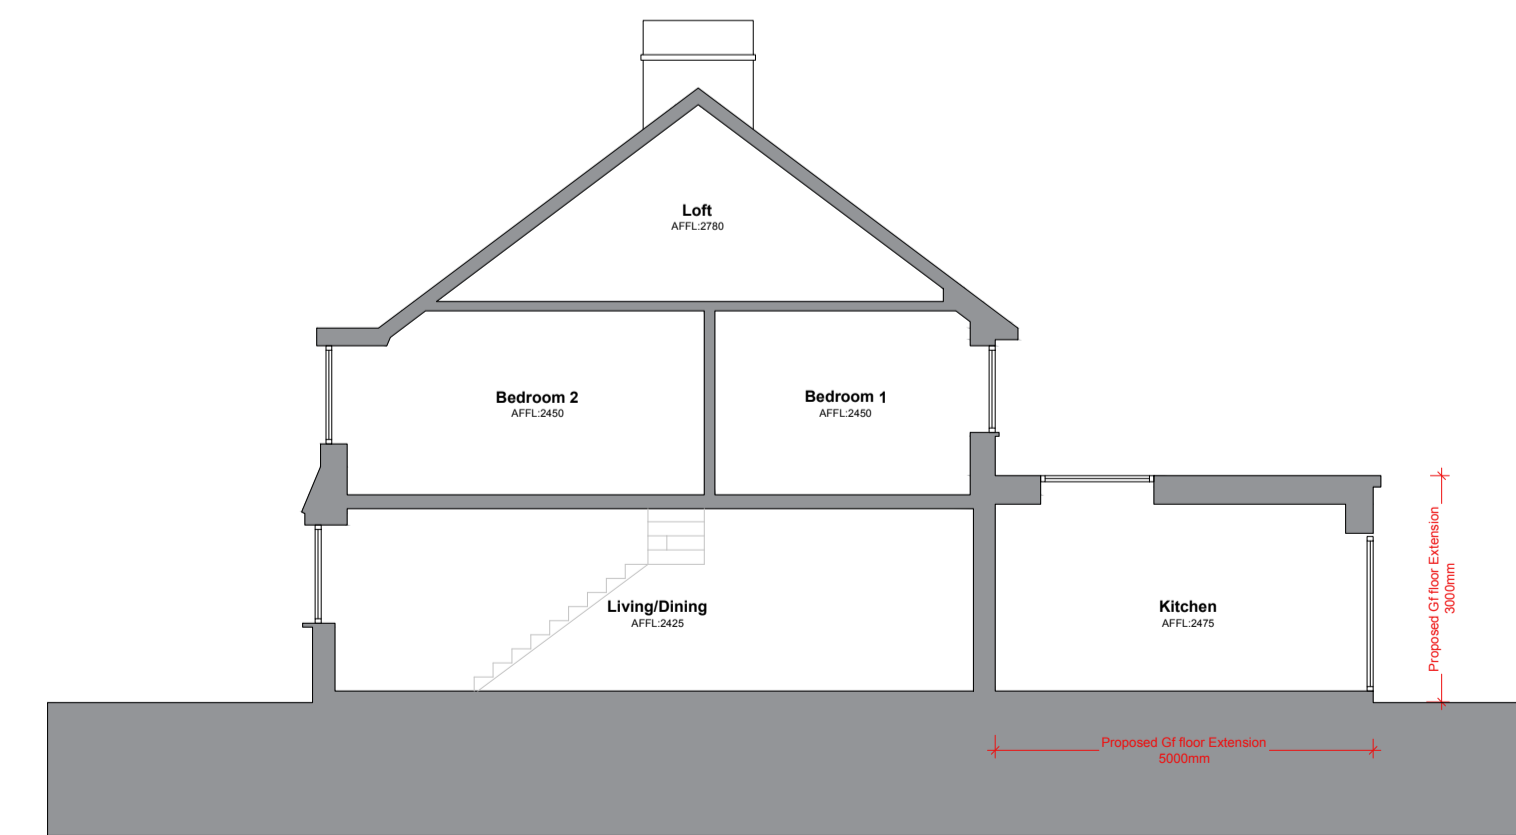 Loft
AFFL:2780
Bedroom 2
AFFL:2450
Bedroom 1
AFFL:2450
Living/Dining
AFFL:2425
Kitchen
AFFL:2475
Proposed Gf floor Extension
3000mm
Proposed Gf floor Extension
5000mm